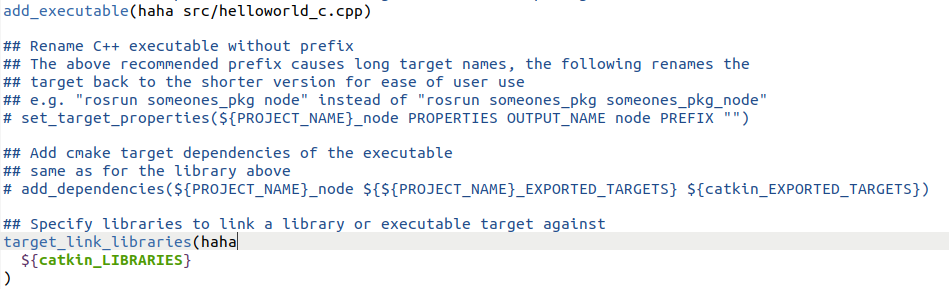 add_executable(haha src/helloworld_c.cpp)
## Rename C++ executable without prefix
## The above recommended prefix causes long target names, the following renames the
## target back to the shorter version for ease of user use
## e.g. "rosrun someones_pkg node" instead of "rosrun someones_pkg someones_pkg_node"
# set_target_properties(${PROJECT_NAME}_node PROPERTIES OUTPUT_NAME node PREFIX "")
## Add cmake target dependencies of the executable
## same as for the library above
# add_dependencies(${PROJECT_NAME}_node ${${PROJECT_NAME}_EXPORTED_TARGETS} ${catkin_EXPORTED_TARGETS})
## Specify libraries to link a library or executable target against
target_link_libraries(haha
  ${catkin_LIBRARIES}
)